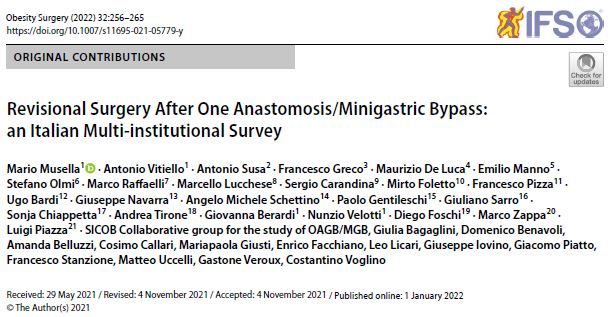 Obesity Surgery (2022) 32:256–265
https://doi.org/10.1007/s11695-021-05779-y
IFSO
ORIGINAL CONTRIBUTIONS
Check for
updates
Revisional Surgery After One Anastomosis/Minigastric Bypass:
an Italian Multi-institutional Survey
Mario Musella1 · Antonio Vitiello1 · Antonio Susa2 · Francesco Greco3 · Maurizio De Luca4 · Emilio Manno5 ·
Stefano Olmi6 · Marco Raffaelli7 · Marcello Lucchese8 · Sergio Carandina9 · Mirto Foletto10 · Francesco Pizza11 ·
Ugo Bardi12 · Giuseppe Navarra13 · Angelo Michele Schettino14 · Paolo Gentileschi15 · Giuliano Sarro16 ·
Sonja Chiappetta17 · Andrea Tirone18 · Giovanna Berardi1 · Nunzio Velotti1 · Diego Foschi19 · Marco Zappa20 ·
Luigi Piazza21 · SICOB Collaborative group for the study of OAGB/MGB, Giulia Bagaglini, Domenico Benavoli,
Amanda Belluzzi, Cosimo Callari, Mariapaola Giusti, Enrico Facchiano, Leo Licari, Giuseppe Iovino, Giacomo Piatto,
Francesco Stanzione, Matteo Uccelli, Gastone Veroux, Costantino Voglino
Received: 29 May 2021 / Revised: 4 November 2021 / Accepted: 4 November 2021 / Published online: 1 January 2022
© The Author(s) 2021